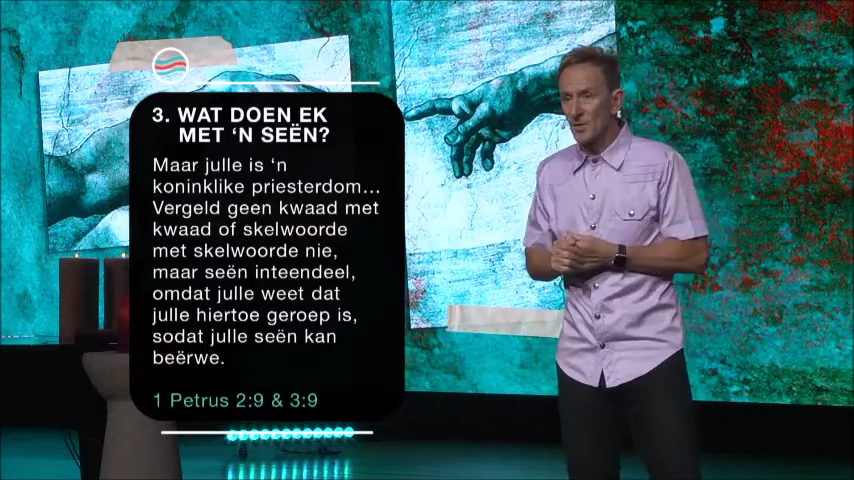 3. WAT DOEN EK
MET ‘N SEËN?
Maar julle is ‘n
koninklike priesterdom...
Vergeld geen kwaad met
kwaad of skelwoorde
met skelwoorde nie,
maar seën inteendeel,
omdat julle weet dat
julle hiertoe geroep is,
sodat julle seën kan
beërwe.
1 Petrus 2:9 & 3:9